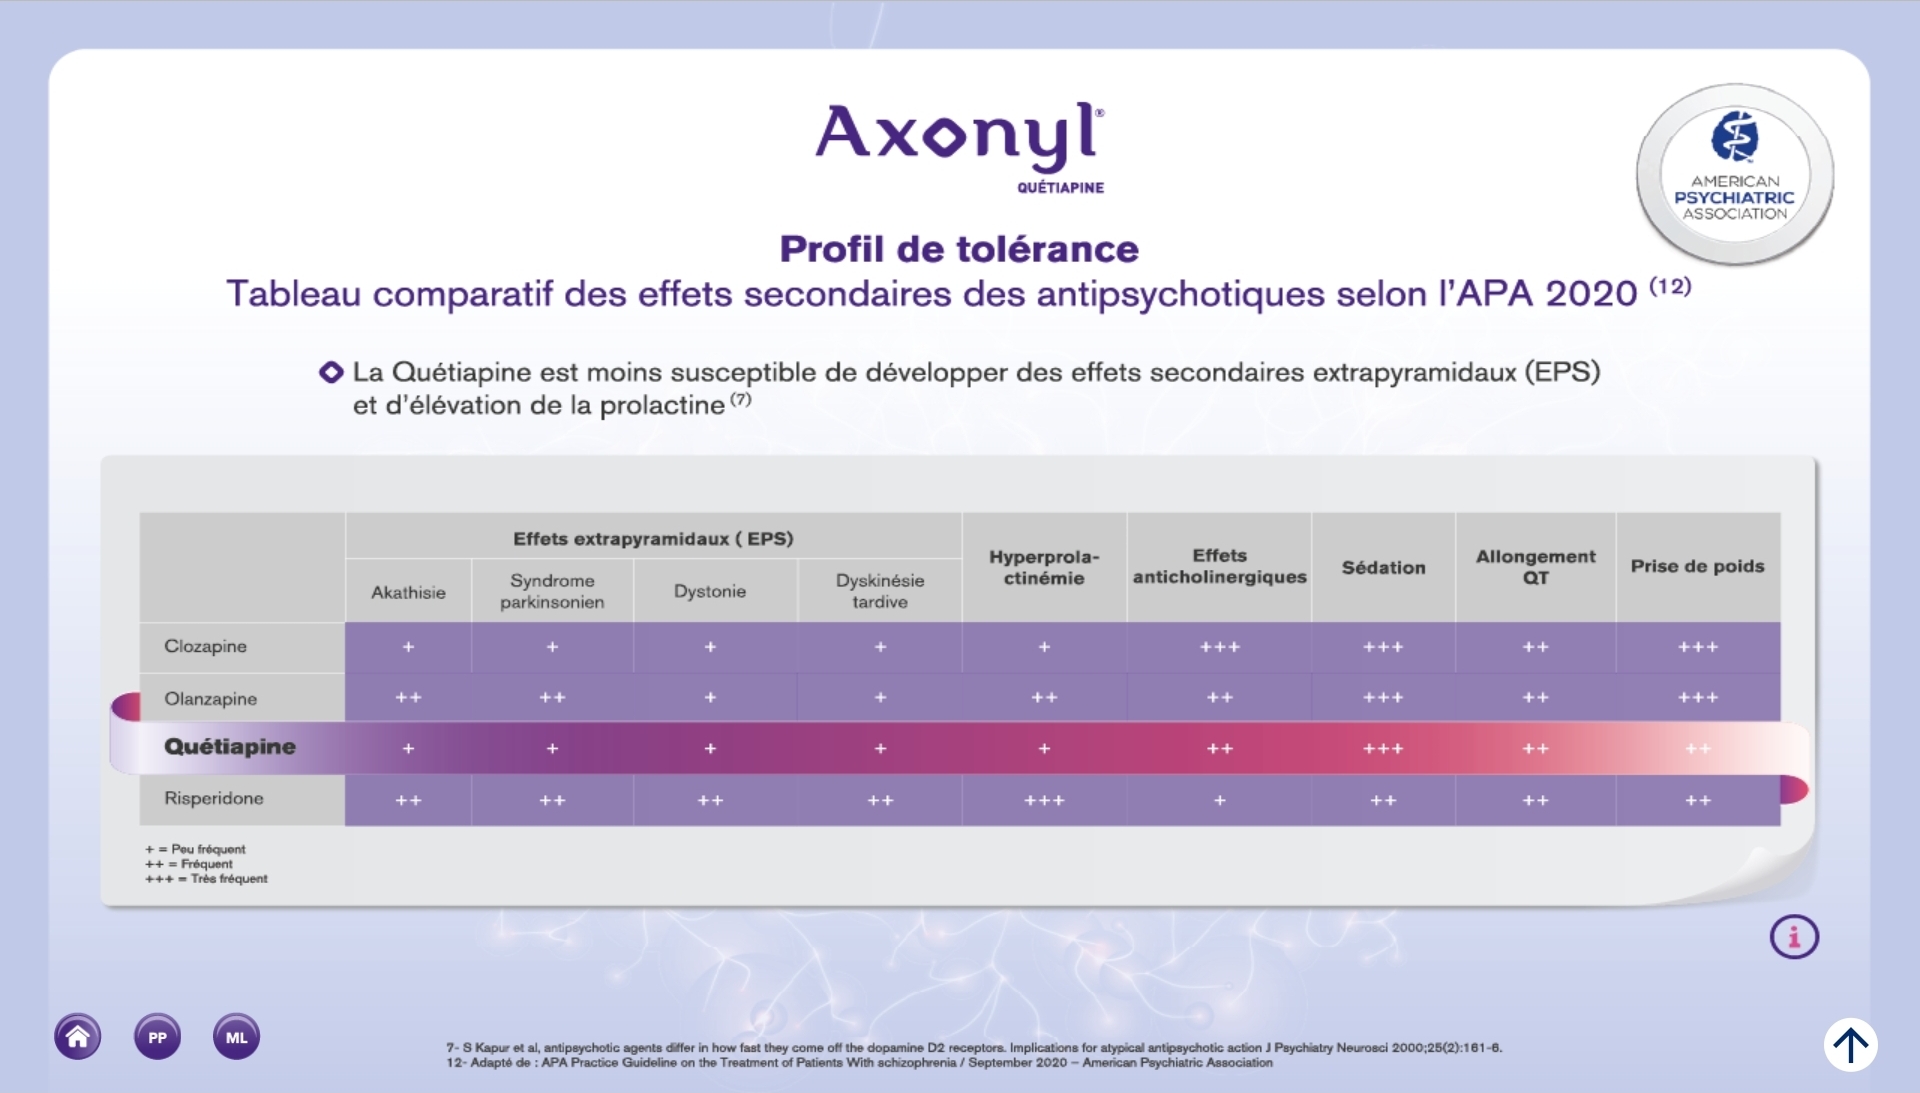 Axonyl®
QUÉTIAPINE
AMERICAN
PSYCHIATRIC
ASSOCIATION
Profil de tolérance
Tableau comparatif des effets secondaires des antipsychotiques selon l'APA 2020 (12)
La Quétiapine est moins susceptible de développer des effets secondaires extrapyramidaux (EPS)
et d'élévation de la prolactine (7)
Effets extrapyramidaux ( EPS)
Akathisie
Syndrome
parkinsonien
Dystonie
Dyskinésie
tardive
Hyperprola-
ctinémie
Effets
anticholinergiques
Sédation
Allongement
QT
Prise de poids
Clozapine + + + + + +++ +++ ++ +++
Olanzapine ++ ++ + + ++ ++ +++ ++ +++
Quétiapine + + + + + ++ +++ ++ ++
Risperidone ++ ++ ++ ++ +++ + ++ ++ ++
+ = Peu fréquent
++ = Fréquent
+++ = Très fréquent
i
PP
ML
7- S Kapur et al, antipsychotic agents differ in how fast they come off the dopamine D2 receptors. Implications for atypical antipsychotic action J Psychiatry Neurosci 2000;25(2):161-6.
12- Adapté de : APA Practice Guideline on the Treatment of Patients With schizophrenia / September 2020 – American Psychiatric Association